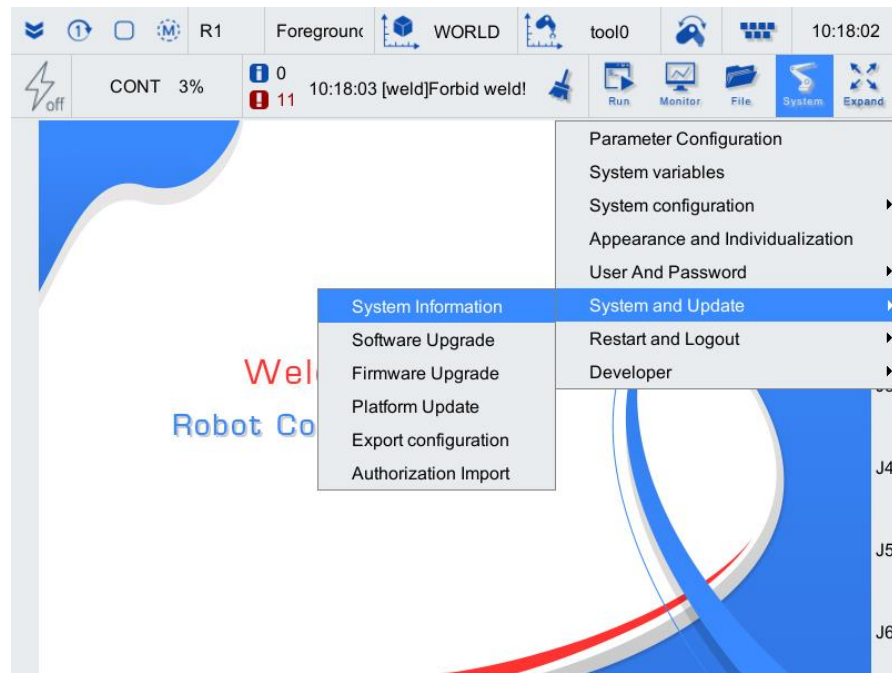 R1 Foregrounc WORLD tool0 10:18:02
off CONT 3% 0 11 10:18:03 [weld]Forbid weld! Run Monitor File System Expand
Parameter Configuration
System variables
System configuration
Appearance and Individualization
User And Password
System and Update
Restart and Logout
Developer
System Information
Software Upgrade
Firmware Upgrade
Platform Update
Export configuration
Authorization Import
Wel
Robot Co
J4
J5
J6